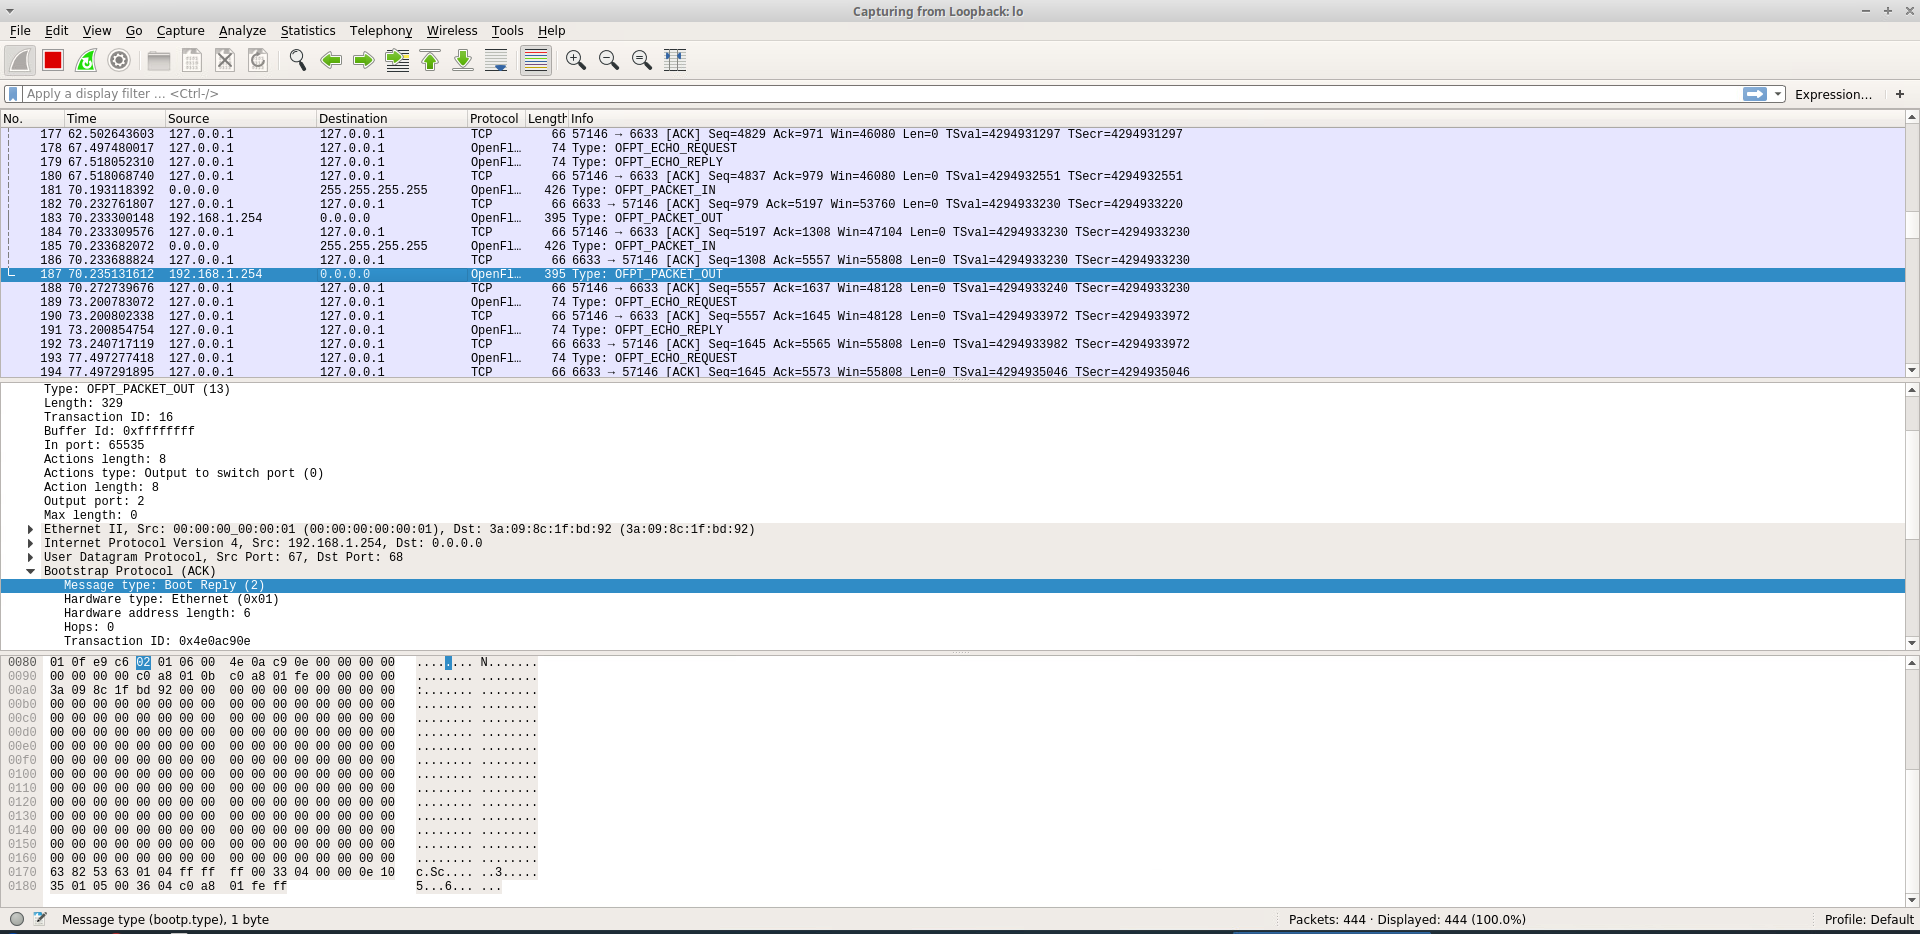 Capturing from Loopback: lo
File Edit View Go Capture Analyze Statistics Telephony Wireless Tools Help
Apply a display filter … <Ctrl-/> Expression… +
No. Time Source Destination Protocol Length Info
177 62.502643603 127.0.0.1 127.0.0.1 TCP 66 57146 → 6633 [ACK] Seq=4829 Ack=971 Win=46080 Len=0 TSval=4294931297 TSecr=4294931297
178 67.497480017 127.0.0.1 127.0.0.1 OpenFl… 74 Type: OFPT_ECHO_REQUEST
179 67.518052310 127.0.0.1 127.0.0.1 OpenFl… 74 Type: OFPT_ECHO_REPLY
180 67.518068740 127.0.0.1 127.0.0.1 TCP 66 57146 → 6633 [ACK] Seq=4837 Ack=979 Win=46080 Len=0 TSval=4294932551 TSecr=4294932551
181 70.193118392 0.0.0.0 255.255.255.255 OpenFl… 426 Type: OFPT_PACKET_IN
182 70.232761807 127.0.0.1 127.0.0.1 TCP 66 6633 → 57146 [ACK] Seq=979 Ack=5197 Win=53760 Len=0 TSval=4294933230 TSecr=4294933220
183 70.233300148 192.168.1.254 0.0.0.0 OpenFl… 395 Type: OFPT_PACKET_OUT
184 70.233309576 127.0.0.1 127.0.0.1 TCP 66 57146 → 6633 [ACK] Seq=5197 Ack=1308 Win=47104 Len=0 TSval=4294933230 TSecr=4294933230
185 70.233682072 0.0.0.0 255.255.255.255 OpenFl… 426 Type: OFPT_PACKET_IN
186 70.233688824 127.0.0.1 127.0.0.1 TCP 66 6633 → 57146 [ACK] Seq=1308 Ack=5557 Win=55808 Len=0 TSval=4294933230 TSecr=4294933230
187 70.235131612 192.168.1.254 0.0.0.0 OpenFl… 395 Type: OFPT_PACKET_OUT
188 70.272739676 127.0.0.1 127.0.0.1 TCP 66 57146 → 6633 [ACK] Seq=5557 Ack=1637 Win=48128 Len=0 TSval=4294933240 TSecr=4294933230
189 73.200783072 127.0.0.1 127.0.0.1 OpenFl… 74 Type: OFPT_ECHO_REQUEST
190 73.200802338 127.0.0.1 127.0.0.1 TCP 66 57146 → 6633 [ACK] Seq=5557 Ack=1645 Win=48128 Len=0 TSval=4294933972 TSecr=4294933972
191 73.200854754 127.0.0.1 127.0.0.1 OpenFl… 74 Type: OFPT_ECHO_REPLY
192 73.240717119 127.0.0.1 127.0.0.1 TCP 66 6633 → 57146 [ACK] Seq=1645 Ack=5565 Win=55808 Len=0 TSval=4294933982 TSecr=4294933972
193 77.497277418 127.0.0.1 127.0.0.1 OpenFl… 74 Type: OFPT_ECHO_REQUEST
194 77.497291895 127.0.0.1 127.0.0.1 TCP 66 6633 → 57146 [ACK] Seq=1645 Ack=5573 Win=55808 Len=0 TSval=4294935046 TSecr=4294935046
Type: OFPT_PACKET_OUT (13)
Length: 329
Transaction ID: 16
Buffer Id: 0xffffffff
In port: 65535
Actions length: 8
Actions type: Output to switch port (0)
Action length: 8
Output port: 2
Max length: 0
Ethernet II, Src: 00:00:00_00:00:01 (00:00:00:00:00:01), Dst: 3a:09:8c:1f:bd:92 (3a:09:8c:1f:bd:92)
Internet Protocol Version 4, Src: 192.168.1.254, Dst: 0.0.0.0
User Datagram Protocol, Src Port: 67, Dst Port: 68
Bootstrap Protocol (ACK)
Message type: Boot Reply (2)
Hardware type: Ethernet (0x01)
Hardware address length: 6
Hops: 0
Transaction ID: 0x4e0ac90e
0080 01 0f e9 c6 02 01 06 00 4e 0a c9 0e 00 00 00 00 ........ N.......
0090 00 00 00 00 c0 a8 01 0b c0 a8 01 fe 00 00 00 00 ........ ........
00a0 3a 09 8c 1f bd 92 00 00 00 00 00 00 00 00 00 00 :....... ........
00b0 00 00 00 00 00 00 00 00 00 00 00 00 00 00 00 00 ........ ........
00c0 00 00 00 00 00 00 00 00 00 00 00 00 00 00 00 00 ........ ........
00d0 00 00 00 00 00 00 00 00 00 00 00 00 00 00 00 00 ........ ........
00e0 00 00 00 00 00 00 00 00 00 00 00 00 00 00 00 00 ........ ........
00f0 00 00 00 00 00 00 00 00 00 00 00 00 00 00 00 00 ........ ........
0100 00 00 00 00 00 00 00 00 00 00 00 00 00 00 00 00 ........ ........
0110 00 00 00 00 00 00 00 00 00 00 00 00 00 00 00 00 ........ ........
0120 00 00 00 00 00 00 00 00 00 00 00 00 00 00 00 00 ........ ........
0130 00 00 00 00 00 00 00 00 00 00 00 00 00 00 00 00 ........ ........
0140 00 00 00 00 00 00 00 00 00 00 00 00 00 00 00 00 ........ ........
0150 00 00 00 00 00 00 00 00 00 00 00 00 00 00 00 00 ........ ........
0160 00 00 00 00 00 00 00 00 00 00 00 00 00 00 00 00 ........ ........
0170 63 82 53 63 01 04 ff ff ff 00 33 04 00 00 0e 10 c.Sc.... ..3.....
0180 35 01 05 00 36 04 c0 a8 01 fe ff 5...6... ...
Message type (bootp.type), 1 byte Packets: 444 · Displayed: 444 (100.0%) Profile: Default